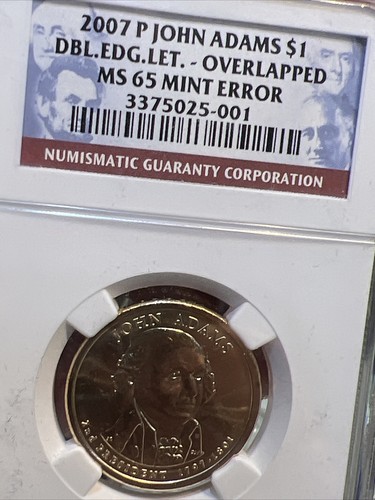 2007 P JOHN ADAMS $1
DBL.EDG.LET. - OVERLAPPED
MS 65 MINT ERROR
3375025-001
NUMISMATIC GUARANTY CORPORATION
JOHN ADAMS
2nd PRESIDENT 1797-1801